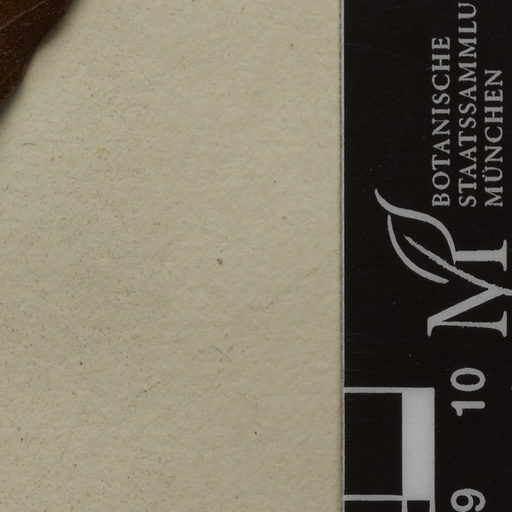 BOTANISCHE
STAATSSAMMLU
MÜNCHEN
M
10
9